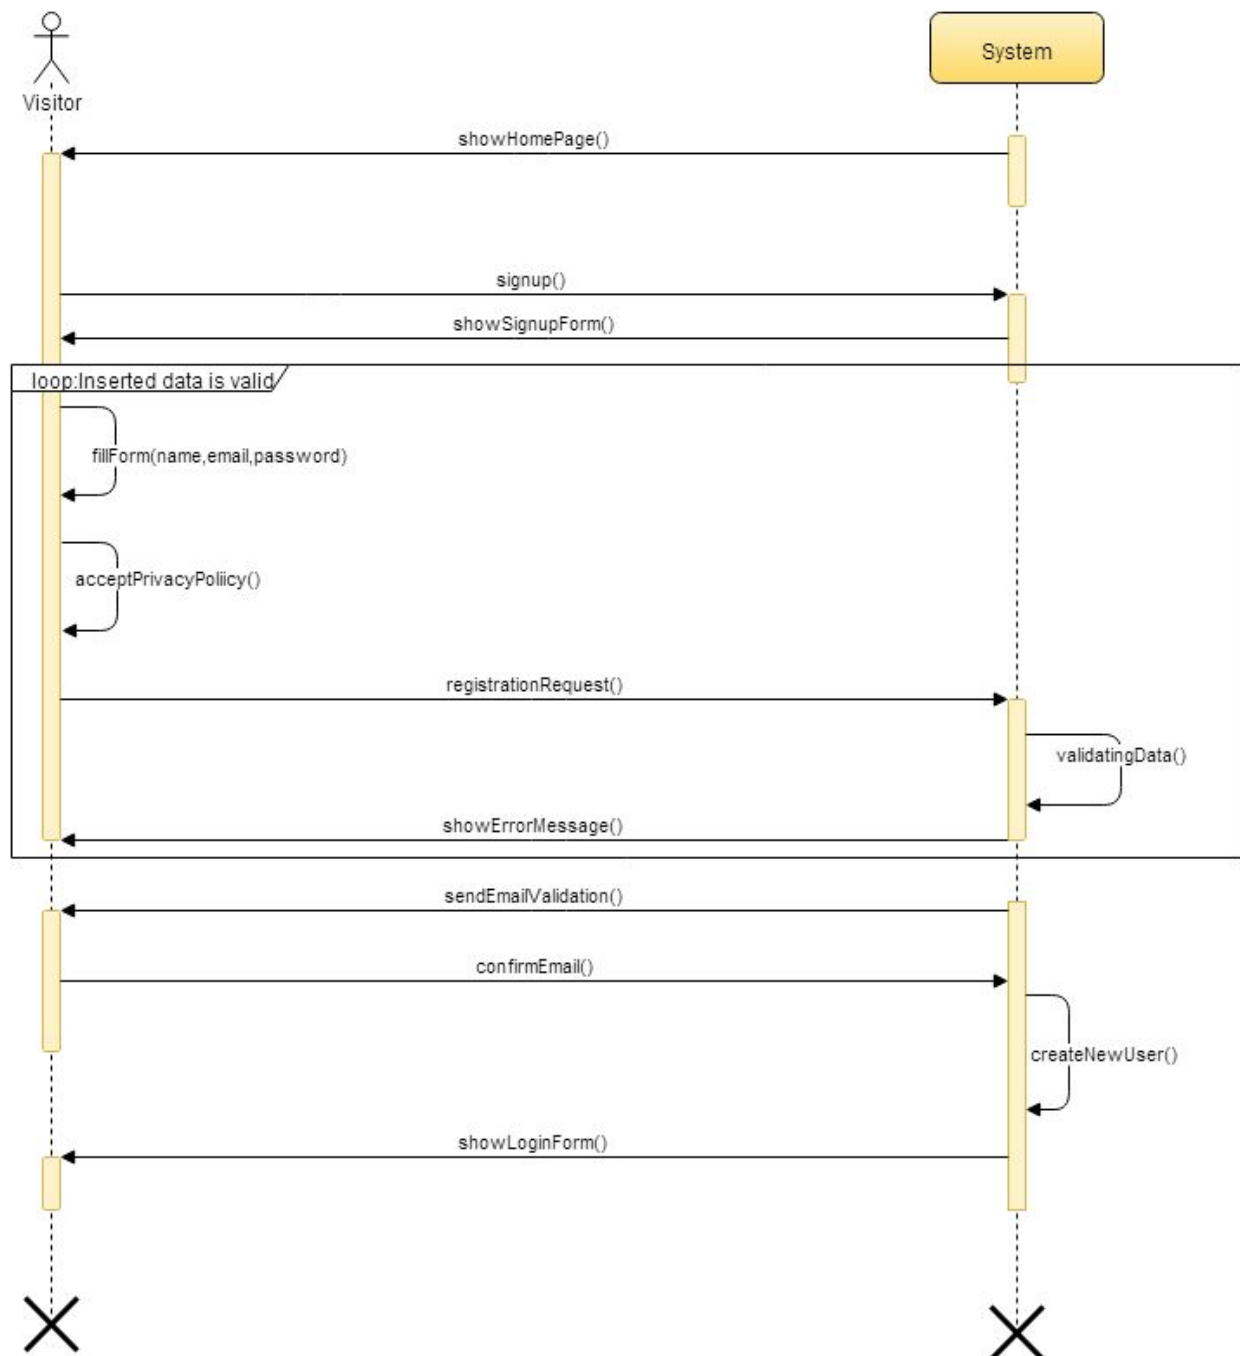 System
Visitor
showHomePage()
signup()
showSignupForm()
loop:Inserted data is valid
fillForm(name,email,password)
acceptPrivacyPoliicy()
registrationRequest()
validatingData()
showErrorMessage()
sendEmailValidation()
confirmEmail()
createNewUser()
showLoginForm()